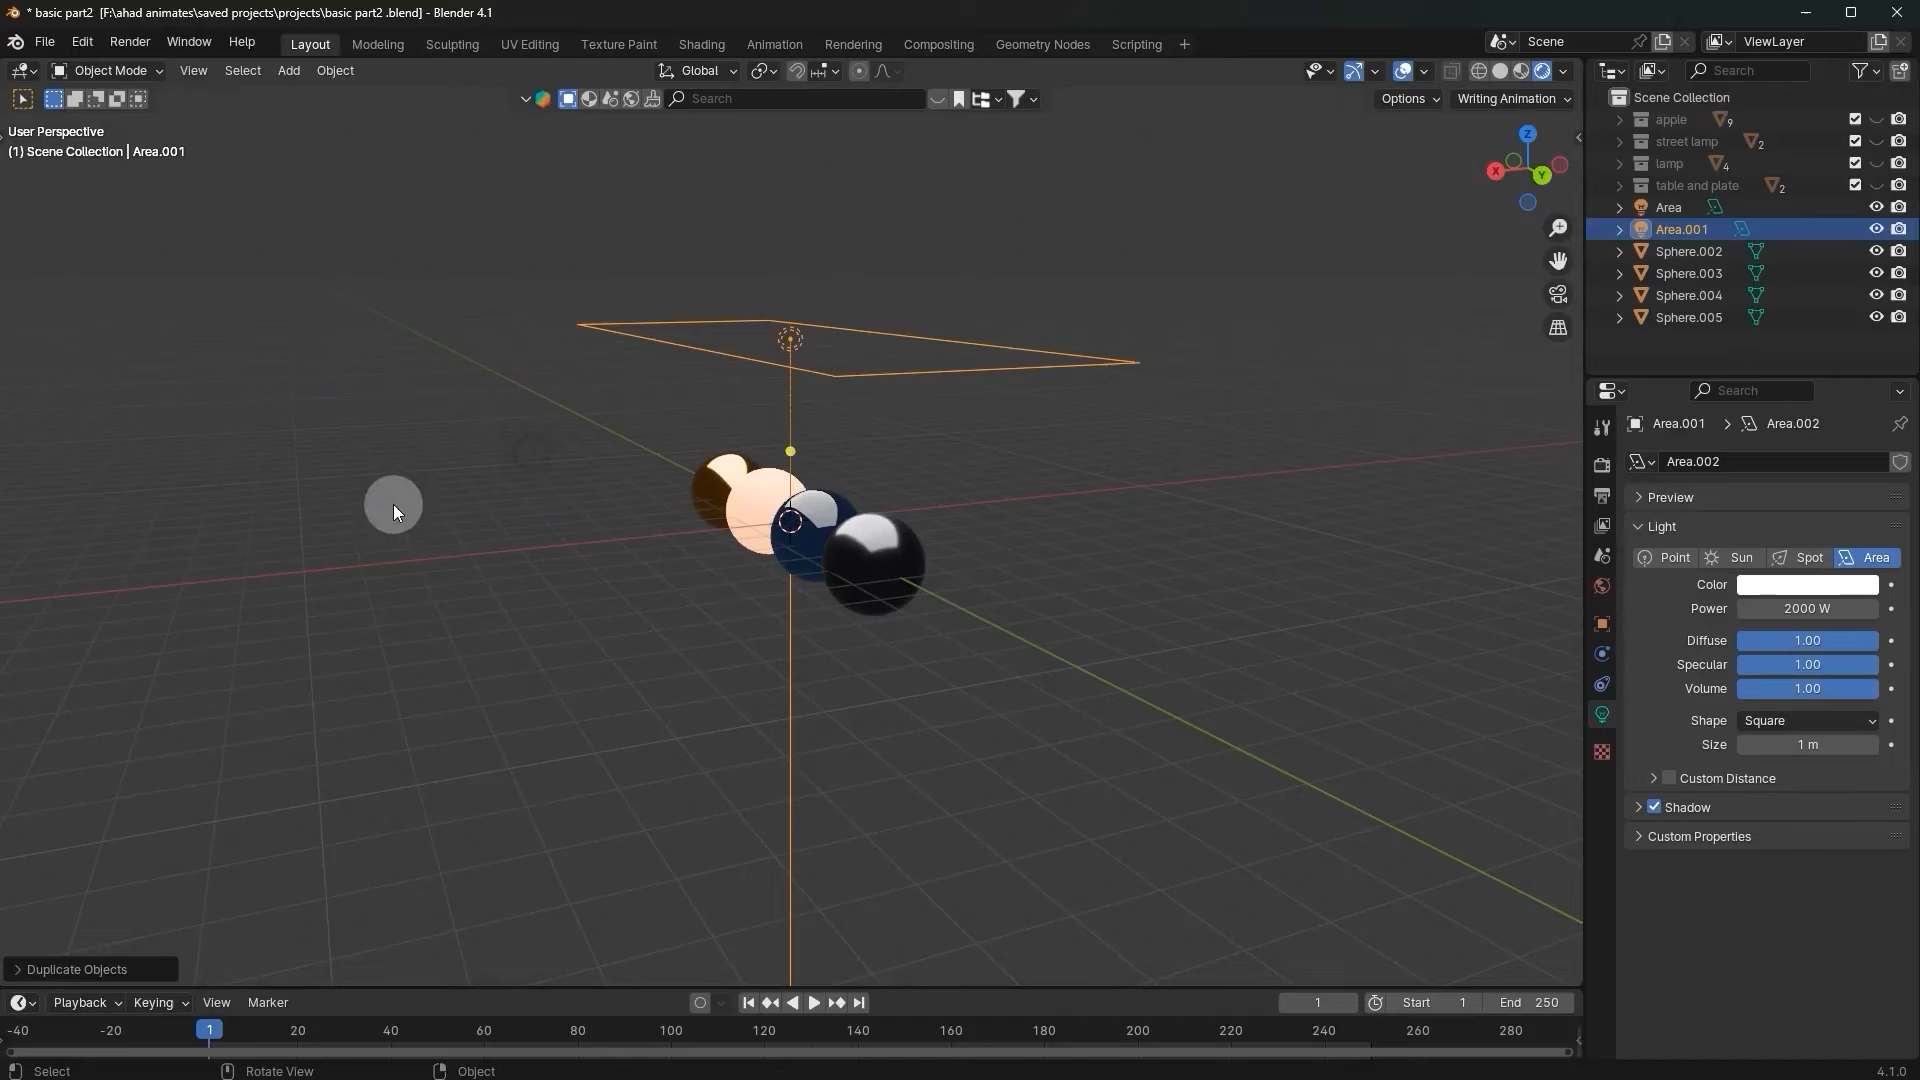 * basic part2 [F:\ahad animates\saved projects\projects\basic part2 .blend] - Blender 4.1
File Edit Render Window Help
Layout Modeling Sculpting UV Editing Texture Paint Shading Animation Rendering Compositing Geometry Nodes Scripting +
Scene
ViewLayer
Object Mode View Select Add Object
Global
Search
Search
Options Writing Animation
User Perspective
(1) Scene Collection | Area.001
Z
X
Y
Scene Collection
apple 9
street lamp 2
lamp 4
table and plate 2
Area
Area.001
Sphere.002
Sphere.003
Sphere.004
Sphere.005
Search
Area.001 > Area.002
Area.002
Preview
Light
Point Sun Spot Area
Color
Power 2000 W
Diffuse 1.00
Specular 1.00
Volume 1.00
Shape Square
Size 1 m
Custom Distance
Shadow
Custom Properties
Duplicate Objects
Playback Keying View Marker
1 Start 1 End 250
-40 -20 1 20 40 60 80 100 120 140 160 180 200 220 240 260 280
Select Rotate View Object 4.1.0